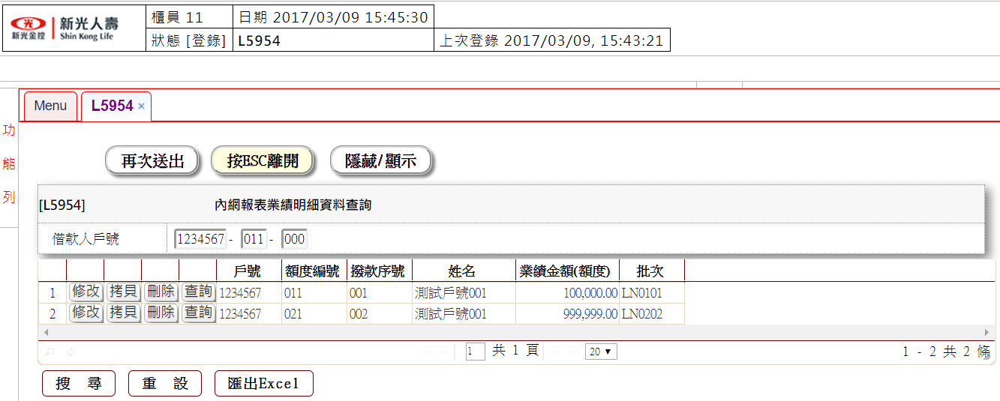 新光金控 新光人壽 Shin Kong Life
櫃員 11 日期 2017/03/09 15:45:30
狀態 [登錄] L5954 上次登錄 2017/03/09, 15:43:21
Menu L5954 ×
功
能
列
再次送出 按ESC離開 隱藏/顯示
[L5954] 內網報表業績明細資料查詢
借款人戶號 1234567 - 011 - 000
戶號 額度編號 撥款序號 姓名 業績金額(額度) 批次
1 修改 拷貝 刪除 查詢 1234567 011 001 測試戶號001 100,000.00 LN0101
2 修改 拷貝 刪除 查詢 1234567 021 002 測試戶號001 999,999.00 LN0202
1 共 1 頁 20 1 - 2 共 2 條
搜 尋 重 設 匯出Excel